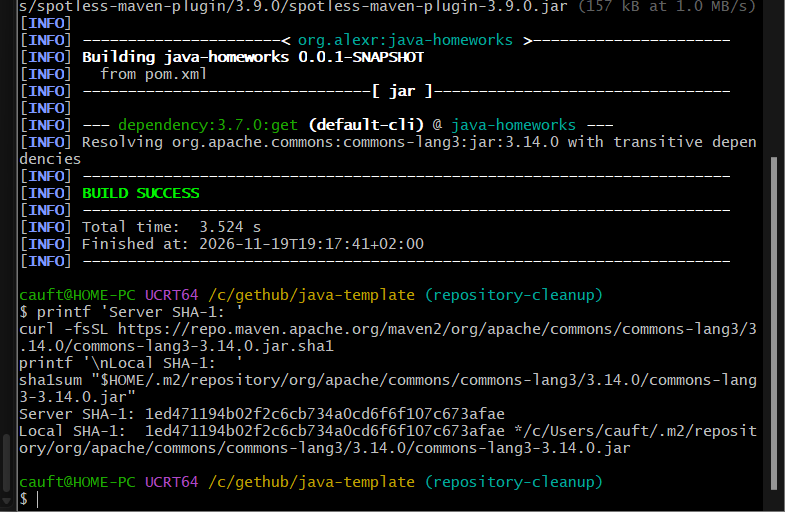 s/spotless-maven-plugin/3.9.0/spotless-maven-plugin-3.9.0.jar (157 kB at 1.0 MB/s)
[INFO]
[INFO] ----------------------< org.alexr:java-homeworks >----------------------
[INFO] Building java-homeworks 0.0.1-SNAPSHOT
[INFO]   from pom.xml
[INFO] --------------------------------[ jar ]---------------------------------
[INFO]
[INFO] --- dependency:3.7.0:get (default-cli) @ java-homeworks ---
[INFO] Resolving org.apache.commons:commons-lang3:jar:3.14.0 with transitive depen
dencies
[INFO] ------------------------------------------------------------------------
[INFO] BUILD SUCCESS
[INFO] ------------------------------------------------------------------------
[INFO] Total time:  3.524 s
[INFO] Finished at: 2026-11-19T19:17:41+02:00
[INFO] ------------------------------------------------------------------------

cauft@HOME-PC UCRT64 /c/gethub/java-template (repository-cleanup)
$ printf 'Server SHA-1: '
curl -fsSL https://repo.maven.apache.org/maven2/org/apache/commons/commons-lang3/3
.14.0/commons-lang3-3.14.0.jar.sha1
printf '\nLocal SHA-1:  '
sha1sum "$HOME/.m2/repository/org/apache/commons/commons-lang3/3.14.0/commons-lang
3-3.14.0.jar"
Server SHA-1: 1ed471194b02f2c6cb734a0cd6f6f107c673afae
Local SHA-1:  1ed471194b02f2c6cb734a0cd6f6f107c673afae */c/Users/cauft/.m2/reposit
ory/org/apache/commons/commons-lang3/3.14.0/commons-lang3-3.14.0.jar

cauft@HOME-PC UCRT64 /c/gethub/java-template (repository-cleanup)
$